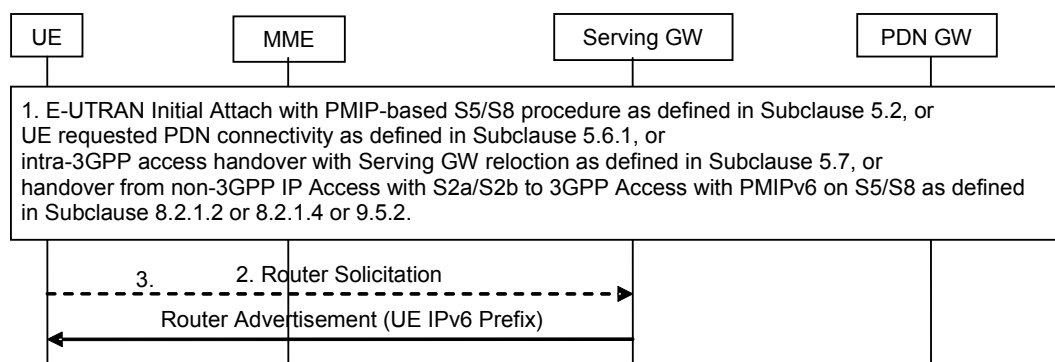 UE
MME
Serving GW
PDN GW
1. E-UTRAN Initial Attach with PMIP-based S5/S8 procedure as defined in Subclause 5.2, or
UE requested PDN connectivity as defined in Subclause 5.6.1, or
intra-3GPP access handover with Serving GW reloction as defined in Subclause 5.7, or
handover from non-3GPP IP Access with S2a/S2b to 3GPP Access with PMIPv6 on S5/S8 as defined
in Subclause 8.2.1.2 or 8.2.1.4 or 9.5.2.
3. 2. Router Solicitation
Router Advertisement (UE IPv6 Prefix)